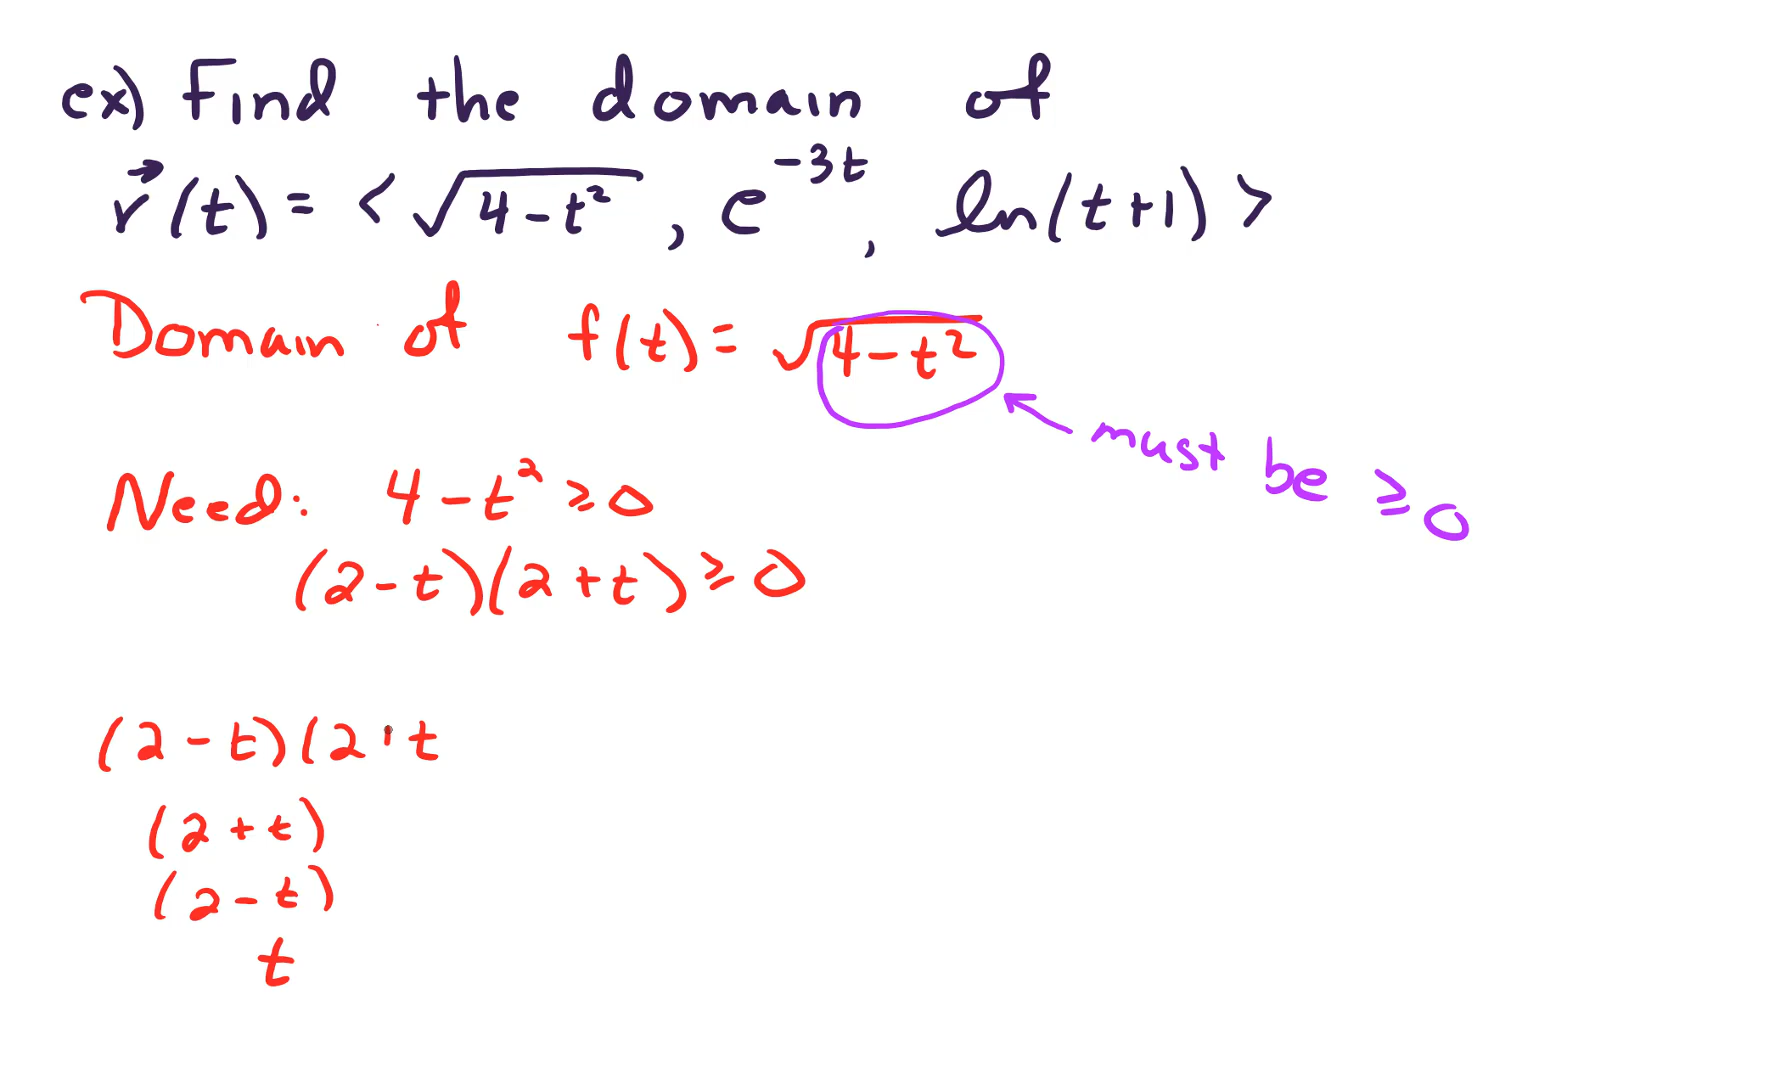 ex) Find the domain of
r⃗(t) = < √(4-t²) , e^(-3t) , ln(t+1) >
Domain of f(t) = √(4-t²)
must be ≥ 0
Need: 4-t² ≥ 0
(2-t)(2+t) ≥ 0
(2-t)(2+t
(2+t)
(2-t)
t